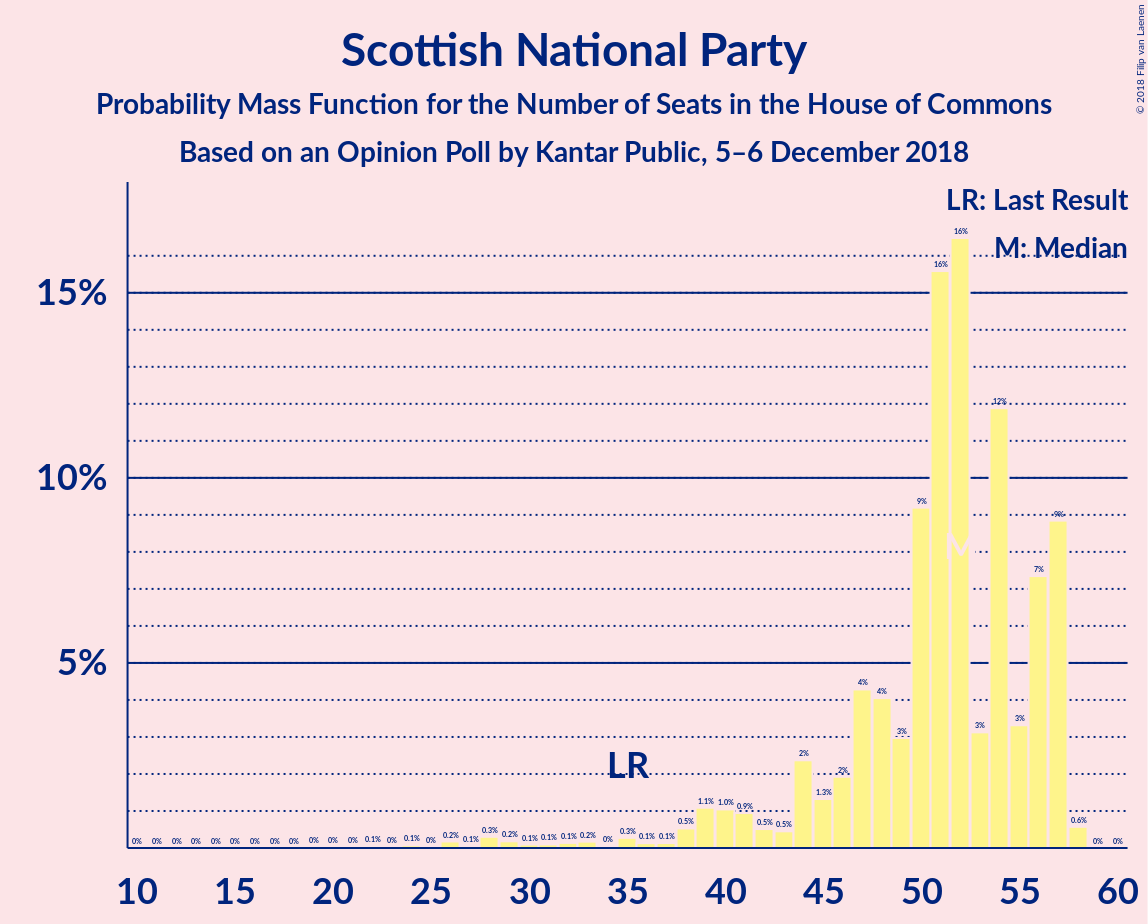 Scottish National Party
Probability Mass Function for the Number of Seats in the House of Commons
Based on an Opinion Poll by Kantar Public, 5–6 December 2018
© 2018 Filip van Laenen
LR: Last Result
M: Median
15%
10%
5%
LR
0% 0% 0% 0% 0% 0% 0% 0% 0% 0% 0% 0% 0.1% 0% 0.1% 0% 0.2% 0.1% 0.3% 0.2% 0.1% 0.1% 0.1% 0.2% 0% 0.3% 0.1% 0.1% 0.5% 1.1% 1.0% 0.9% 0.5% 0.5% 2% 1.3% 2% 4% 4% 3% 9% 16% 16% 3% 12% 3% 7% 9% 0.6% 0% 0%
10 15 20 25 30 35 40 45 50 55 60